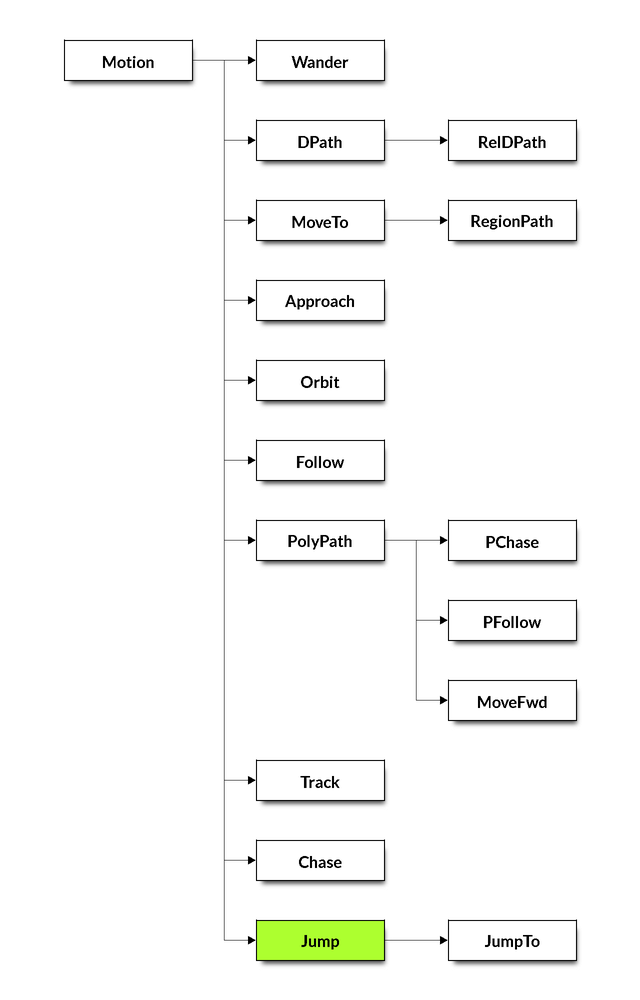 Motion
Wander
DPath
RelDPath
MoveTo
RegionPath
Approach
Orbit
Follow
PolyPath
PChase
PFollow
MoveFwd
Track
Chase
Jump
JumpTo